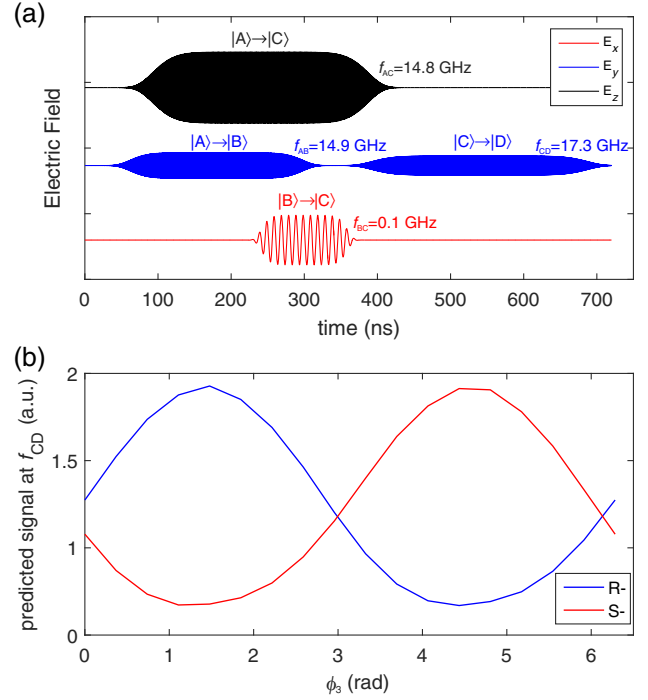 (a)
|A⟩→|C⟩
f_AC=14.8 GHz
E_x
E_y
E_z
Electric Field
|A⟩→|B⟩
f_AB=14.9 GHz
|C⟩→|D⟩
f_CD=17.3 GHz
|B⟩→|C⟩
f_BC=0.1 GHz
0 100 200 300 400 500 600 700
time (ns)
(b)
predicted signal at f_CD (a.u.)
2
1.5
1
0
R-
S-
0 1 2 3 4 5 6
ϕ_3 (rad)